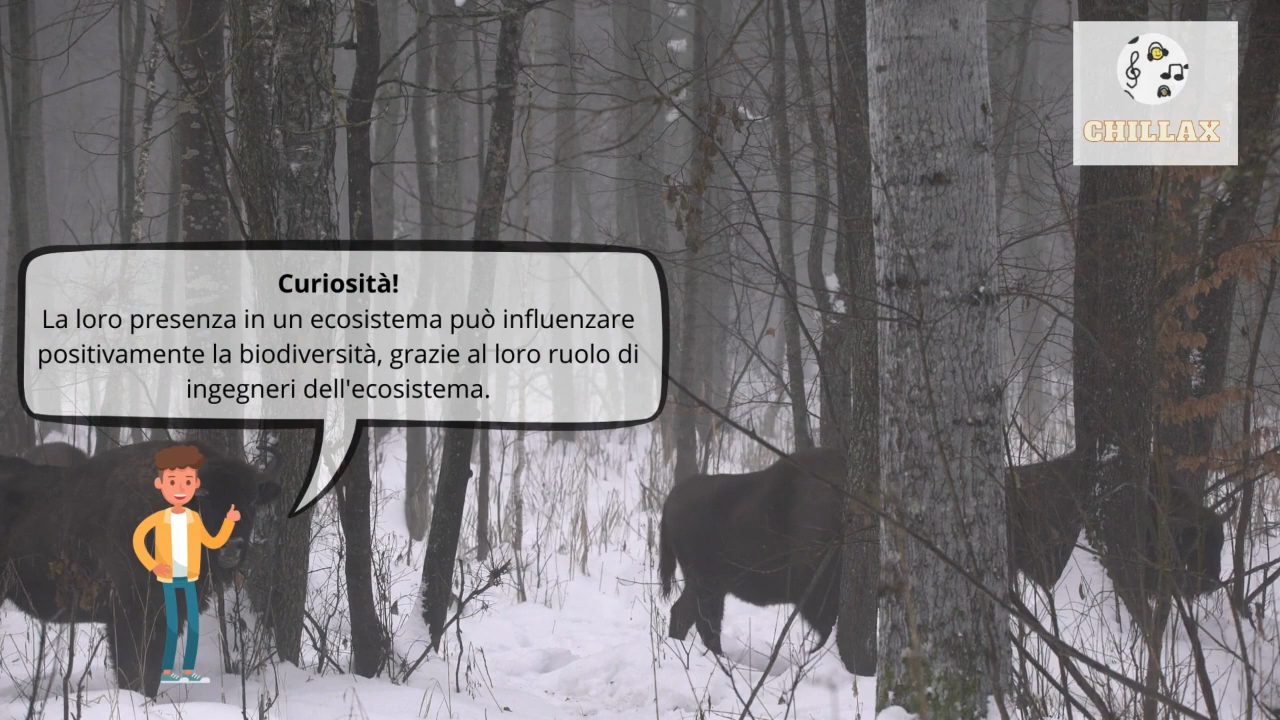 CHILLAX
Curiosità!
La loro presenza in un ecosistema può influenzare
positivamente la biodiversità, grazie al loro ruolo di
ingegneri dell'ecosistema.